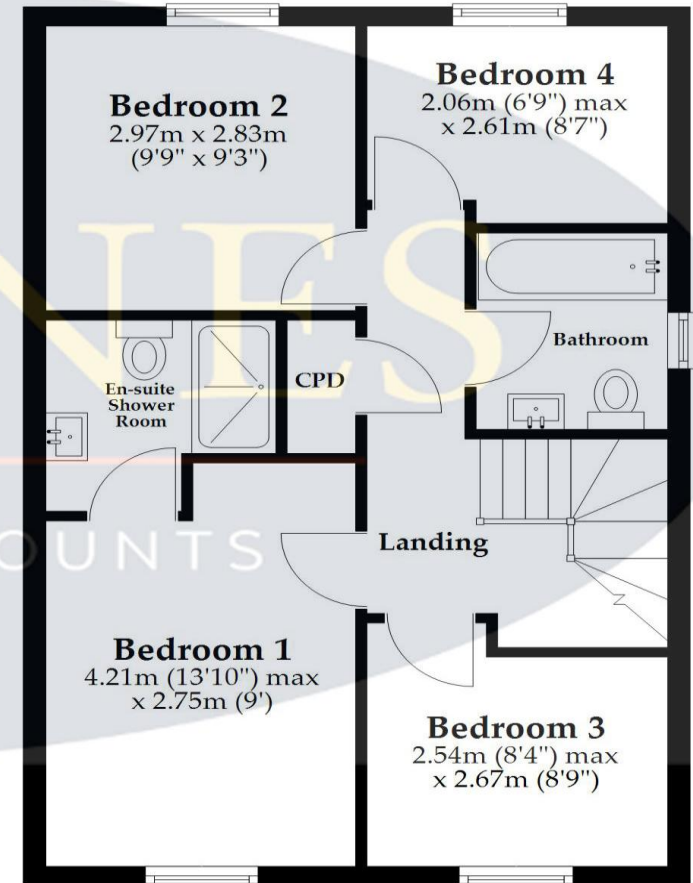 Bedroom 2
2.97m x 2.83m
(9'9" x 9'3")
Bedroom 4
2.06m (6'9") max
x 2.61m (8'7")
NES
Bathroom
En-suite
Shower
Room
CPD
Landing
OUNTS
Bedroom 1
4.21m (13'10") max
x 2.75m (9')
Bedroom 3
2.54m (8'4") max
x 2.67m (8'9")